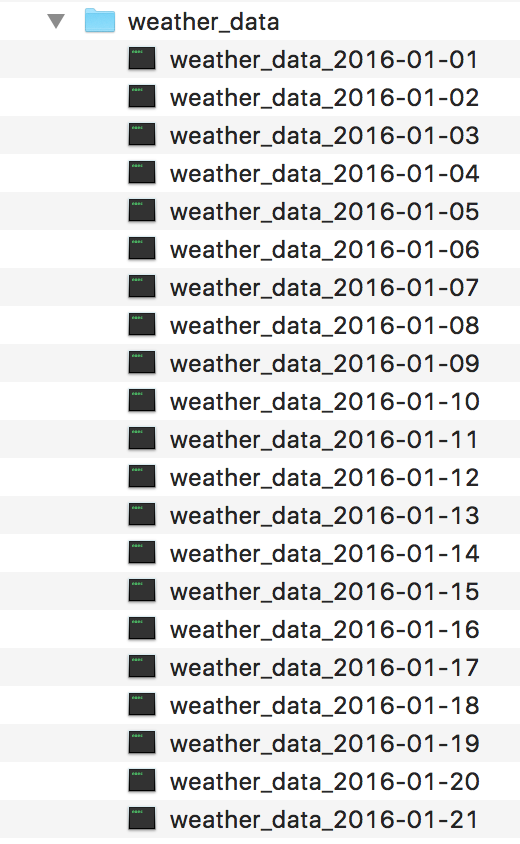 weather_data
weather_data_2016-01-01
weather_data_2016-01-02
weather_data_2016-01-03
weather_data_2016-01-04
weather_data_2016-01-05
weather_data_2016-01-06
weather_data_2016-01-07
weather_data_2016-01-08
weather_data_2016-01-09
weather_data_2016-01-10
weather_data_2016-01-11
weather_data_2016-01-12
weather_data_2016-01-13
weather_data_2016-01-14
weather_data_2016-01-15
weather_data_2016-01-16
weather_data_2016-01-17
weather_data_2016-01-18
weather_data_2016-01-19
weather_data_2016-01-20
weather_data_2016-01-21